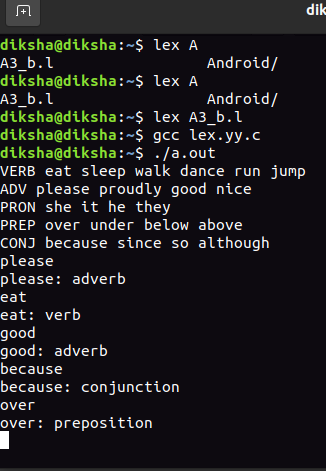 dik
diksha@diksha:~$ lex A
A3_b.l                Android/
diksha@diksha:~$ lex A
A3_b.l                Android/
diksha@diksha:~$ lex A3_b.l
diksha@diksha:~$ gcc lex.yy.c
diksha@diksha:~$ ./a.out
VERB eat sleep walk dance run jump
ADV please proudly good nice
PRON she it he they
PREP over under below above
CONJ because since so although
please
please: adverb
eat
eat: verb
good
good: adverb
because
because: conjunction
over
over: preposition